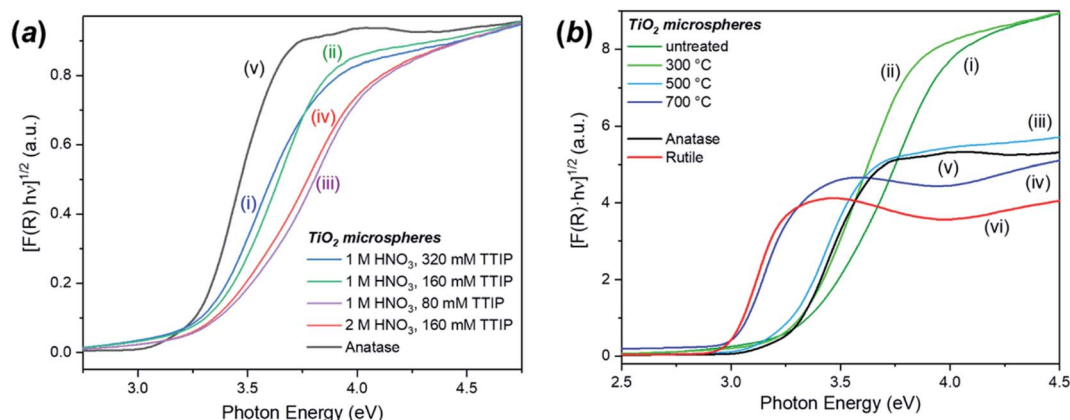 (a)
[F(R) hν]1/2 (a.u.)
0.8
0.6
0.4
0.2
0.0
(v)
(ii)
(iv)
(i)
(iii)
TiO2 microspheres
1 M HNO3, 320 mM TTIP
1 M HNO3, 160 mM TTIP
1 M HNO3, 80 mM TTIP
2 M HNO3, 160 mM TTIP
Anatase
3.0 3.5 4.0 4.5
Photon Energy (eV)
(b)
[F(R)·hν]1/2 (a.u.)
8
6
4
2
0
TiO2 microspheres
untreated
300 °C
500 °C
700 °C
Anatase
Rutile
(ii)
(i)
(iii)
(v)
(iv)
(vi)
2.5 3.0 3.5 4.0 4.5
Photon Energy (eV)